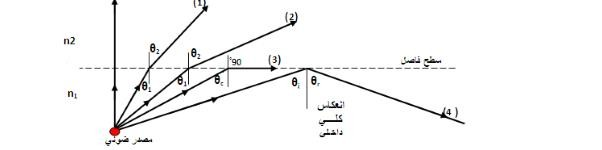 (1)
(2)
n2
θ2
θ2
90°
(3)
سطح فاصل
n1
θ1
θ1
θc
θi
θr
انعكاس
كلــــي
داخلي
(4)
مصدر ضوئي